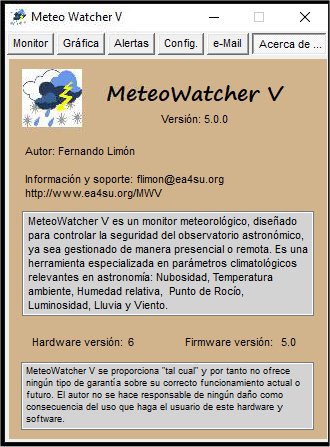 Meteo Watcher V
Monitor Gráfica Alertas Config. e-Mail Acerca de ...
MeteoWatcher V
Versión: 5.0.0
Autor: Fernando Limón
Información y soporte: flimon@ea4su.org
http://www.ea4su.org/MWV
MeteoWatcher V es un monitor meteorológico, diseñado
para controlar la seguridad del observatorio astronómico,
ya sea gestionado de manera presencial o remota. Es una
herramienta especializada en parámetros climatológicos
relevantes en astronomía: Nubosidad, Temperatura
ambiente, Humedad relativa, Punto de Rocío,
Luminosidad, Lluvia y Viento.
Hardware versión: 6 Firmware versión: 5.0
MeteoWatcher V se proporciona "tal cual" y por tanto no ofrece
ningún tipo de garantía sobre su correcto funcionamiento actual o
futuro. El autor no se hace responsable de ningún daño como
consecuencia del uso que haga el usuario de este hardware y
software.